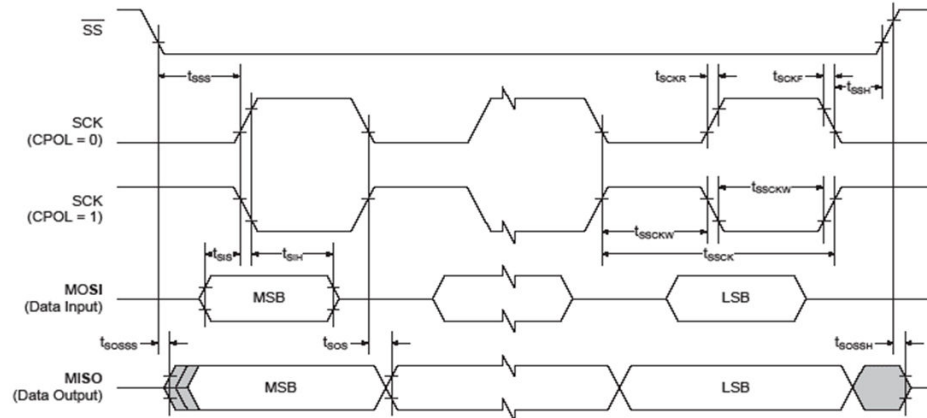 SS
tSSS
tSCKR
tSCKF
tSSH
SCK
(CPOL = 0)
SCK
(CPOL = 1)
tSSCKW
tSSCKW
tSSCK
tSIS
tSIH
MOSI
(Data Input)
MSB
LSB
tSOSSS
tSOS
tSOSSH
MISO
(Data Output)
MSB
LSB